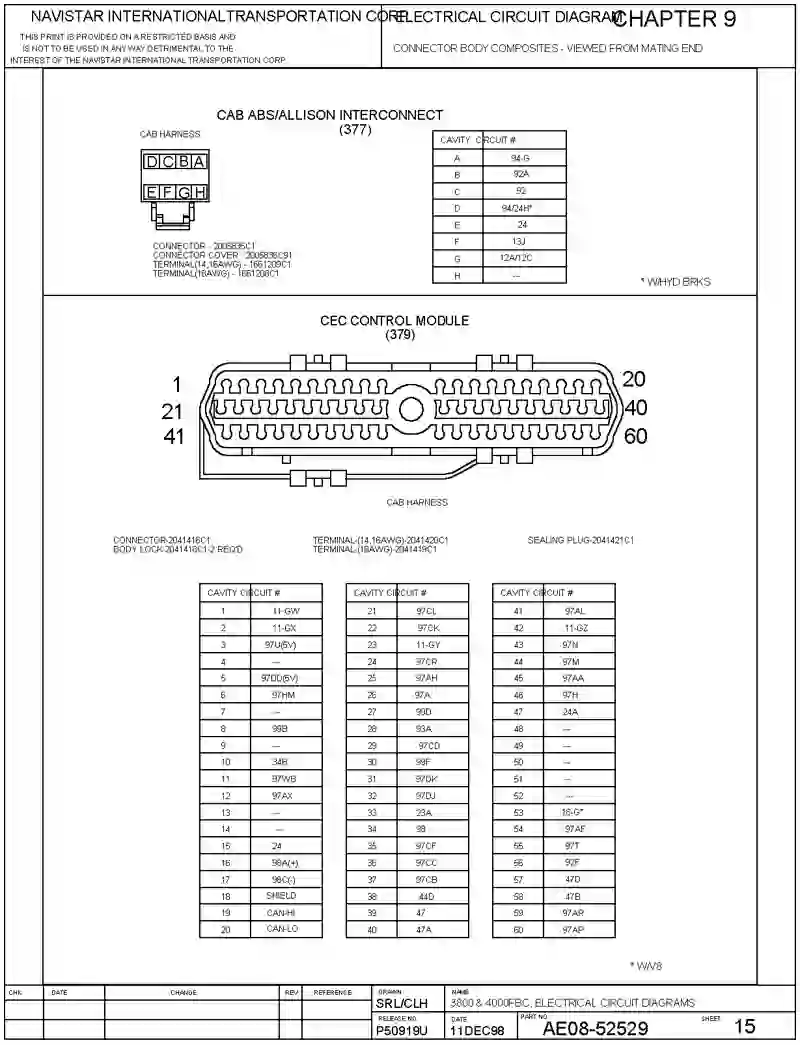 NAVISTAR INTERNATIONALTRANSPORTATION CORP.
ELECTRICAL CIRCUIT DIAGRAM
CHAPTER 9
THIS PRINT IS PROVIDED ON A RESTRICTED BASIS AND
IS NOT TO BE USED IN ANY WAY DETRIMENTAL TO THE
INTEREST OF THE NAVISTAR INTERNATIONAL TRANSPORTATION CORP
CONNECTOR BODY COMPOSITES - VIEWED FROM MATING END
CAB ABS/ALLISON INTERCONNECT
(377)
CAB HARNESS
D C B A
E F G H
CONNECTOR - 2005835C1
CONNECTOR COVER 2005836C91
TERMINAL(14,16AWG) - 1661209C1
TERMINAL(18AWG) - 1661208C1
CAVITY CIRCUIT #
A 94-G
B 92A
C 92
D 94/24H*
E 24
F 13J
G 12A/12C
H ---
* W/HYD BRKS
CEC CONTROL MODULE
(379)
1 20
21 40
41 60
CAB HARNESS
CONNECTOR-2041416C1
BODY LOCK-2041418C1-2 REQ'D
TERMINAL-(14,16AWG)-2041420C1
TERMINAL-(18AWG)-2041419C1
SEALING PLUG-2041421C1
CAVITY CIRCUIT #
1 11-GW
2 11-GX
3 97U(5V)
4 ---
5 97DD(5V)
6 97HM
7 ---
8 99B
9 ---
10 34B
11 97WB
12 97AX
13 ---
14 ---
15 24
16 98A(+)
17 98C(-)
18 SHIELD
19 CAN-HI
20 CAN-LO
CAVITY CIRCUIT #
21 97CL
22 97CK
23 11-GY
24 97CR
25 97AH
26 97A
27 99D
28 93A
29 97CD
30 99F
31 97DK
32 97DJ
33 23A
34 98
35 97CF
36 97CC
37 97CB
38 44D
39 47
40 47A
CAVITY CIRCUIT #
41 97AL
42 11-GZ
43 97N
44 97M
45 97AA
46 97H
47 24A
48 ---
49 ---
50 ---
51 ---
52 ---
53 16-G*
54 97AF
55 97T
56 92F
57 47D
58 47B
59 97AR
60 97AP
* W/V8
CHK DATE CHANGE REV REFERENCE
DRAWN
SRL/CLH
NAME
3800 & 4000FBC, ELECTRICAL CIRCUIT DIAGRAMS
RELEASE NO.
P50919U
DATE
11DEC98
PART NO.
AE08-52529
SHEET
15